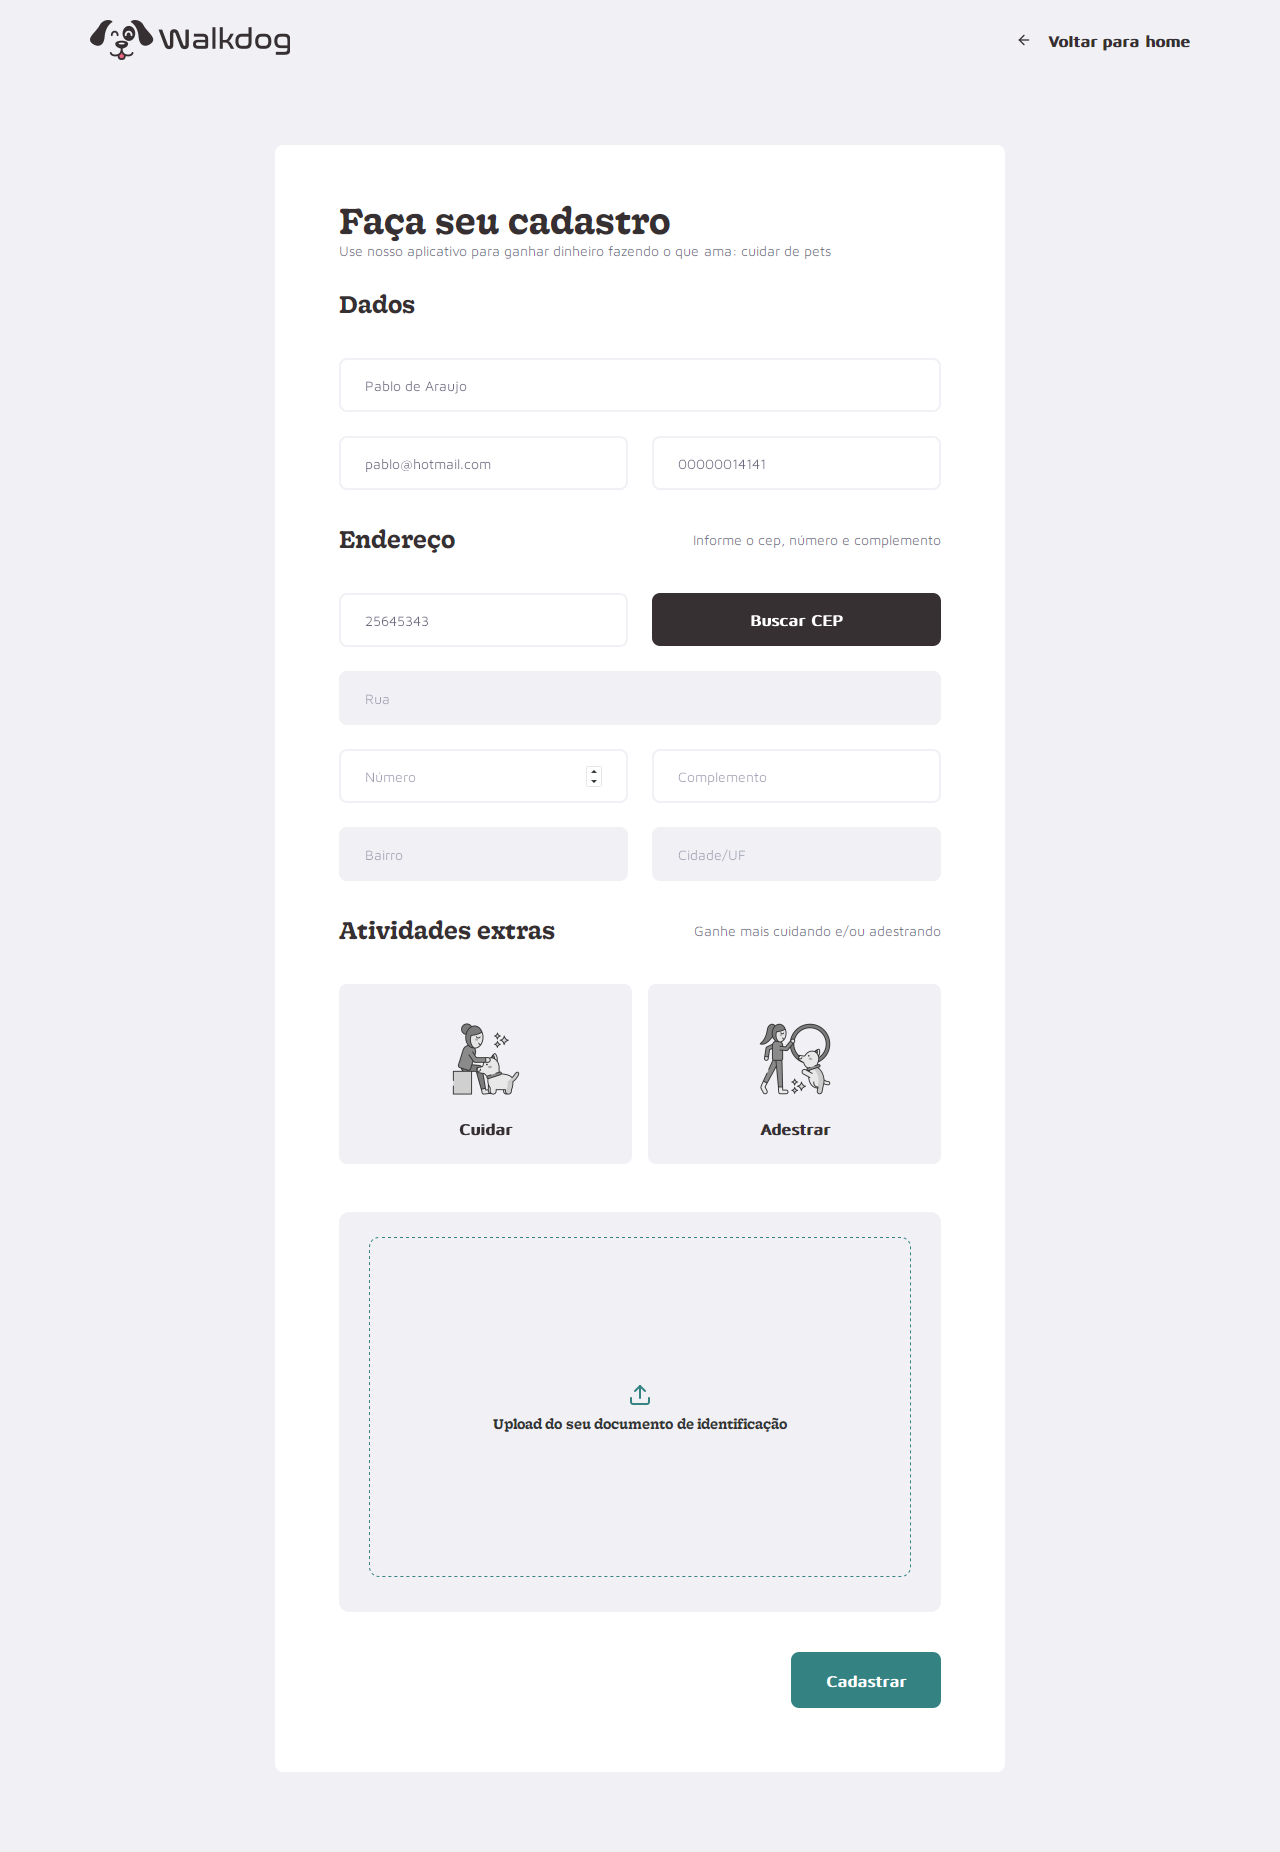 Walkdog
Voltar para home
Faça seu cadastro
Use nosso aplicativo para ganhar dinheiro fazendo o que ama: cuidar de pets
Dados
Pablo de Araujo
pablo@hotmail.com
00000014141
Endereço
Informe o cep, número e complemento
25645343
Buscar CEP
Rua
Número
Complemento
Bairro
Cidade/UF
Atividades extras
Ganhe mais cuidando e/ou adestrando
Cuidar
Adestrar
Upload do seu documento de identificação
Cadastrar